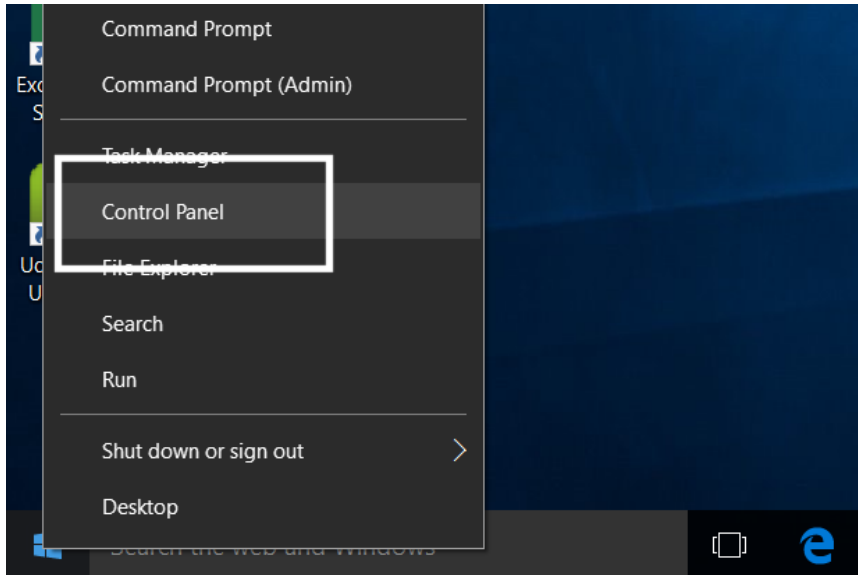 Command Prompt
Command Prompt (Admin)
Task Manager
Control Panel
File Explorer
Search
Run
Shut down or sign out
Desktop
Search the web and Windows